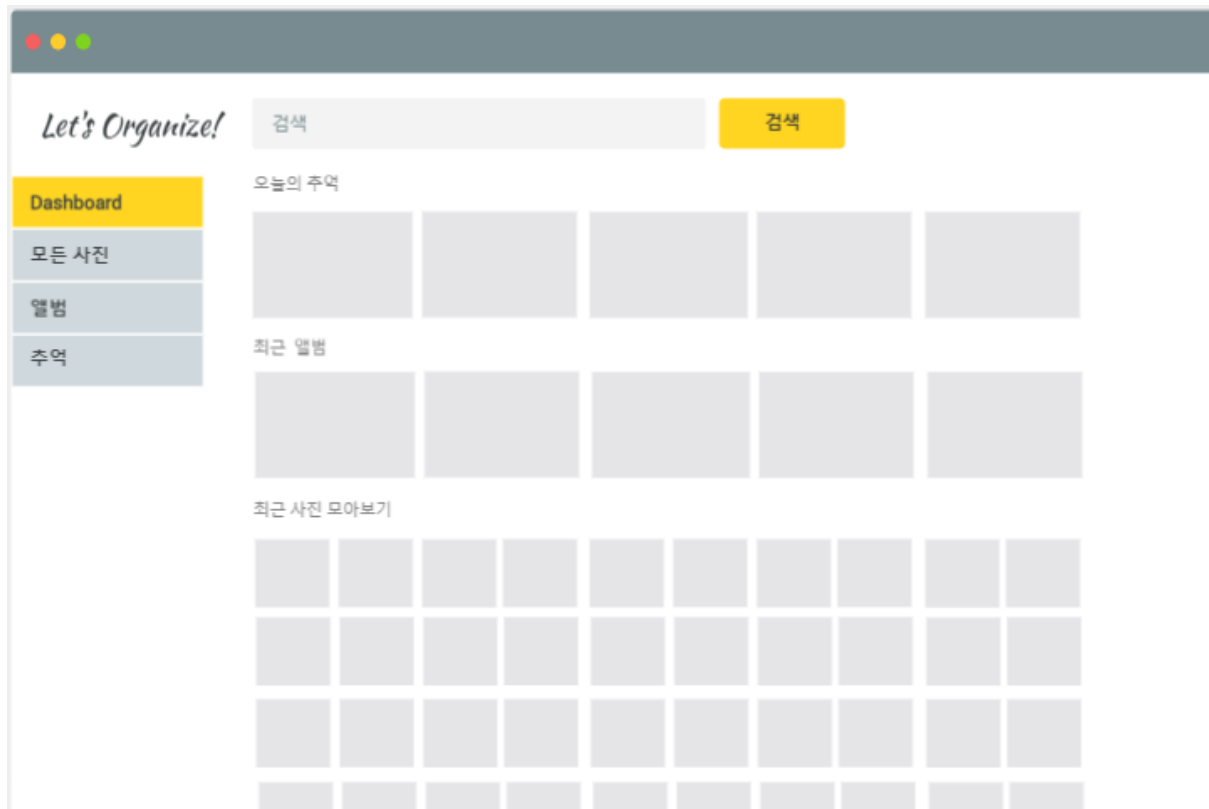 Let's Organize!
검색
검색
Dashboard
모든 사진
앨범
추억
오늘의 추억
최근 앨범
최근 사진 모아보기